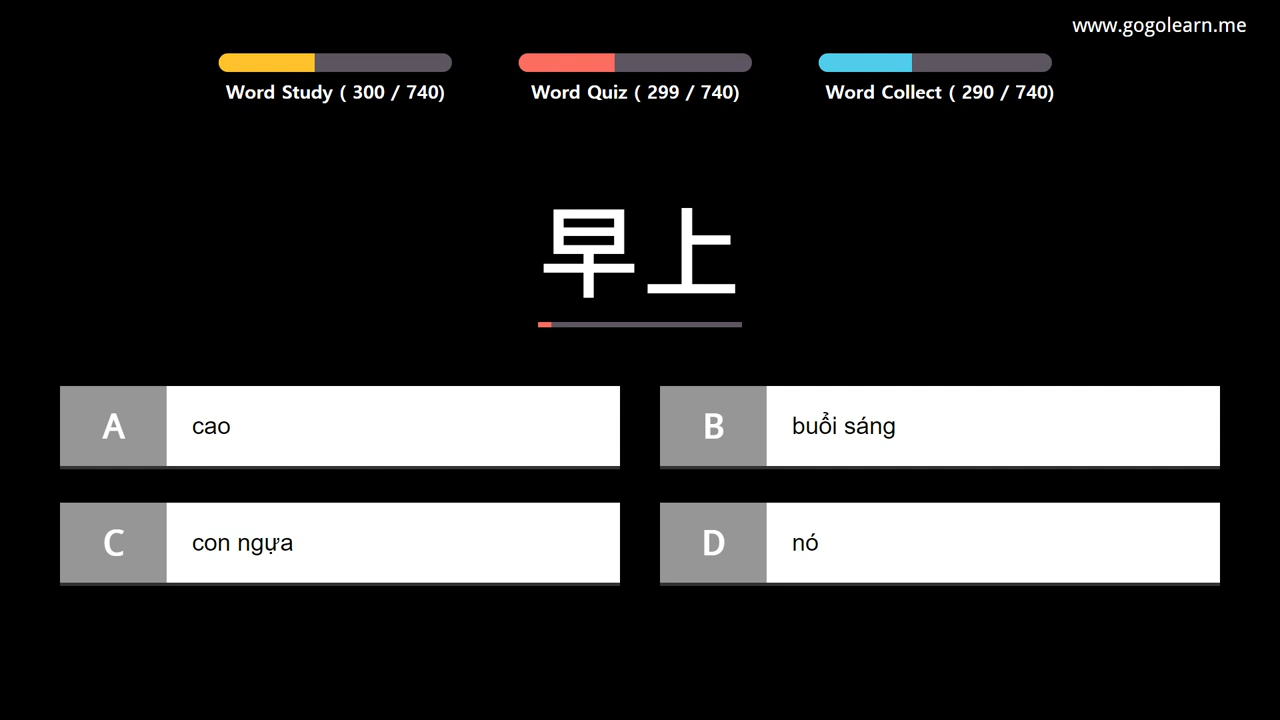 www.gogolearn.me
Word Study ( 300 / 740)
Word Quiz ( 299 / 740)
Word Collect ( 290 / 740)
早上
A cao
B buổi sáng
C con ngựa
D nó